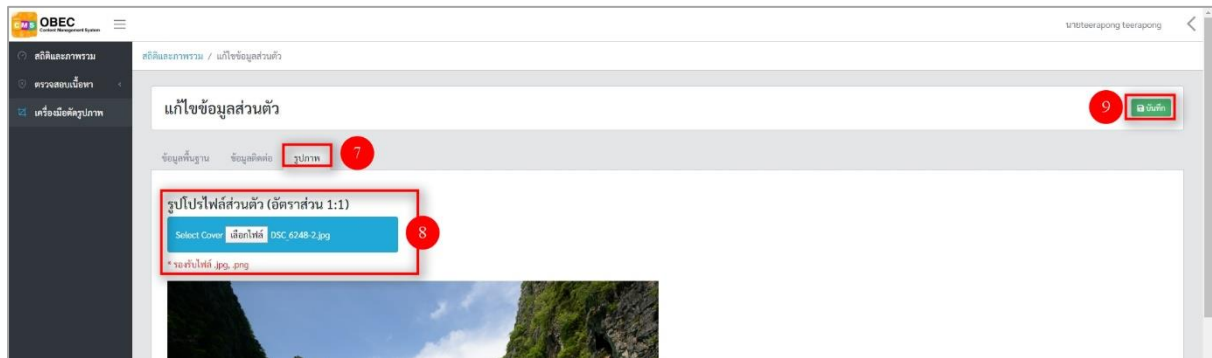 CMS OBEC
Content Management System
นายteerapong teerapong
สถิติและภาพรวม
ตรวจสอบเนื้อหา
เครื่องมือตัดรูปภาพ
สถิติและภาพรวม / แก้ไขข้อมูลส่วนตัว
แก้ไขข้อมูลส่วนตัว
9
บันทึก
ข้อมูลพื้นฐาน ข้อมูลติดต่อ รูปภาพ
7
รูปโปรไฟล์ส่วนตัว (อัตราส่วน 1:1)
Select Cover เลือกไฟล์ DSC_6248-2.jpg
8
* รองรับไฟล์ .jpg, .png